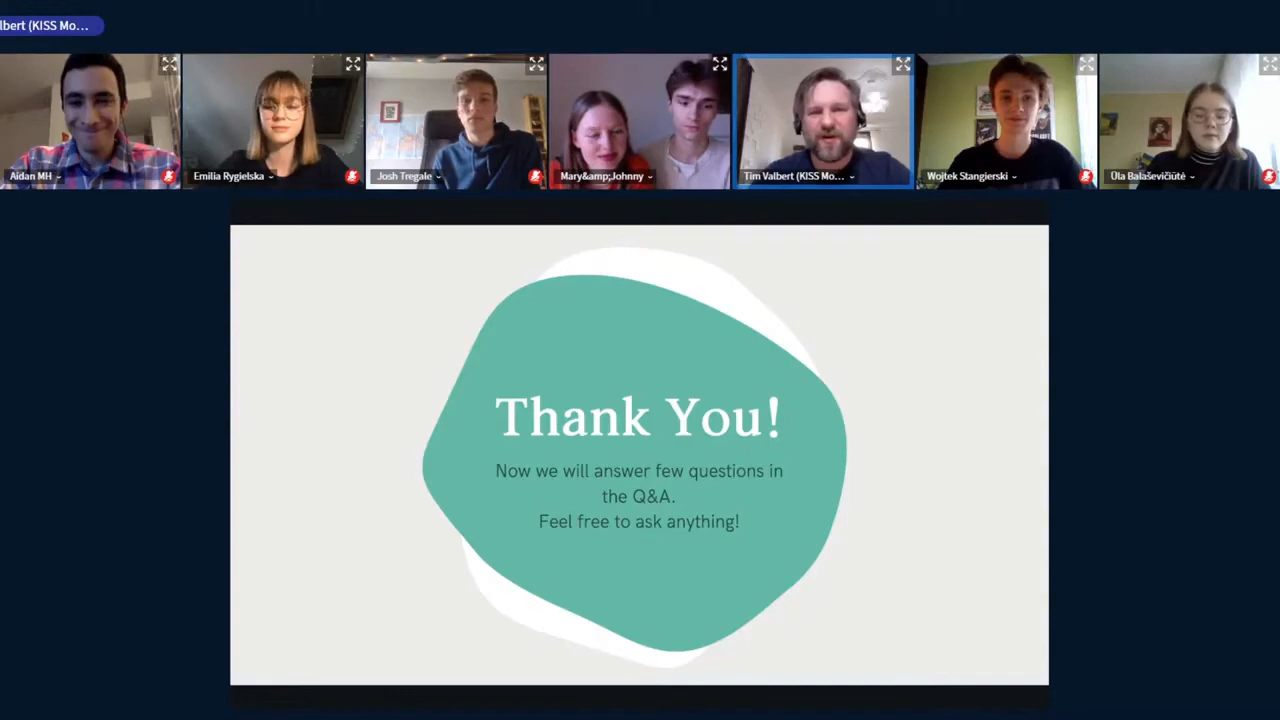 lbert (KISS Mo...
Aidan MH
Emilia Rygielska
Josh Tregale
Mary&amp;Johnny
Tim Valbert (KISS Mo...
Wojtek Stangierski
Ūla Balaševičiūtė
Thank You!
Now we will answer few questions in
the Q&A.
Feel free to ask anything!